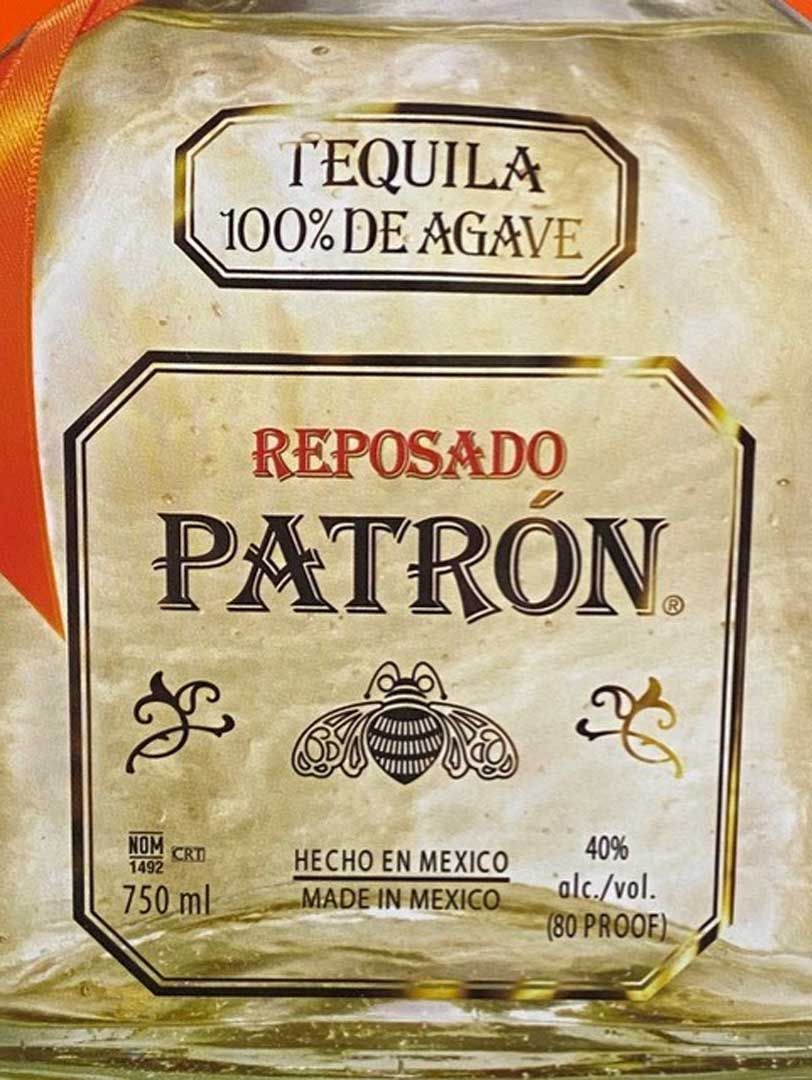 TEQUILA
100% DE AGAVE
REPOSADO
PATRÓN®
NOM
1492
CRT
750 ml
HECHO EN MEXICO
MADE IN MEXICO
40%
alc./vol.
(80 PROOF)